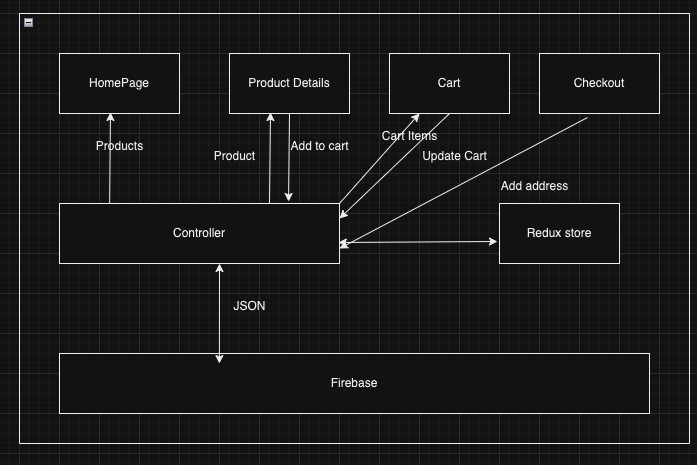 HomePage
Product Details
Cart
Checkout
Products
Product
Add to cart
Cart Items
Update Cart
Add address
Controller
Redux store
JSON
Firebase